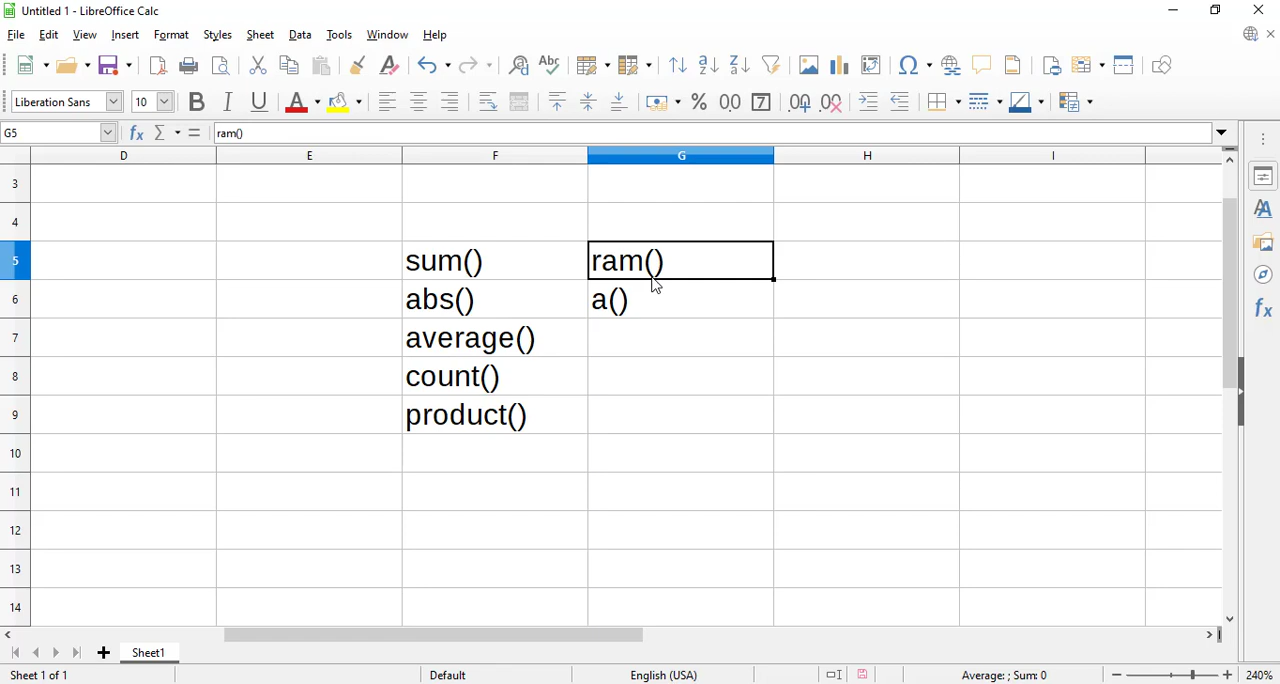 Untitled 1 - LibreOffice Calc
File Edit View Insert Format Styles Sheet Data Tools Window Help
Liberation Sans 10
G5 ram()
D E F G H I
3
4
5 sum() ram()
6 abs() a()
7 average()
8 count()
9 product()
10
11
12
13
14
Sheet1
Sheet 1 of 1 Default English (USA) Average: ; Sum: 0 240%